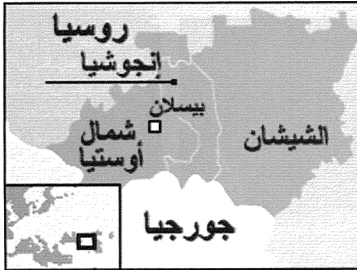 روسيا
إنجوشيا
بيسلان
شمال
أوستيا
الشيشان
جورجيا